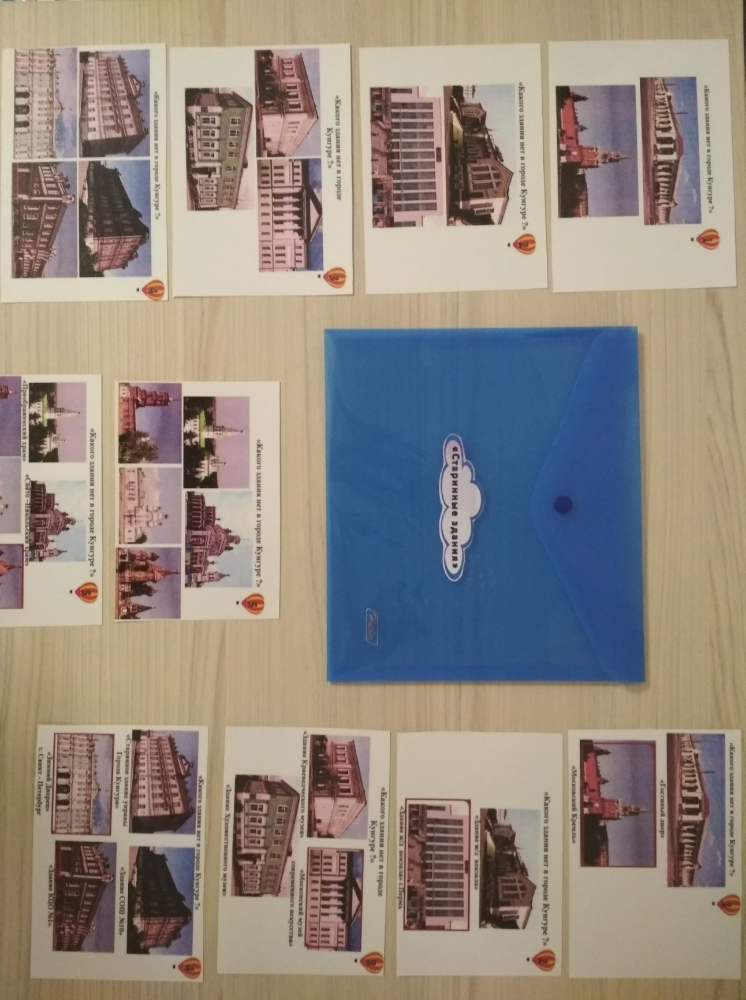 «Какого здания нет в городе Кунгуре ?»
1
«Какого здания нет в городе Кунгуре ?»
2
«Какого здания нет в городе
Кунгуре ?»
3
«Какого здания нет в городе Кунгуре ?»
4
«Старинные здания»
«Какого здания нет в городе Кунгуре ?»
5
«Какого здания нет в городе Кунгуре ?»
5
«Преображенский храм»
«Свято –Никольский храм»
«Какого здания нет в городе Кунгуре ?»
1
«Гостиный двор»
«Московский Кремль»
«Какого здания нет в городе Кунгуре ?»
2
«Здание ж/д вокзала»
«Здание ж/д вокзала» г.Пермь
«Какого здания нет в городе
Кунгуре ?»
3
«Здание Краеведческого музея»
«Московский музей
современного искусства»
«Здание Художественного музея»
«Какого здания нет в городе Кунгуре ?»
4
«Старинное здание управы
Города Кунгура»
«Здание СОШ №10»
«Зимний Дворец»
г. Санкт - Петербург
«Здание КЦО №1»